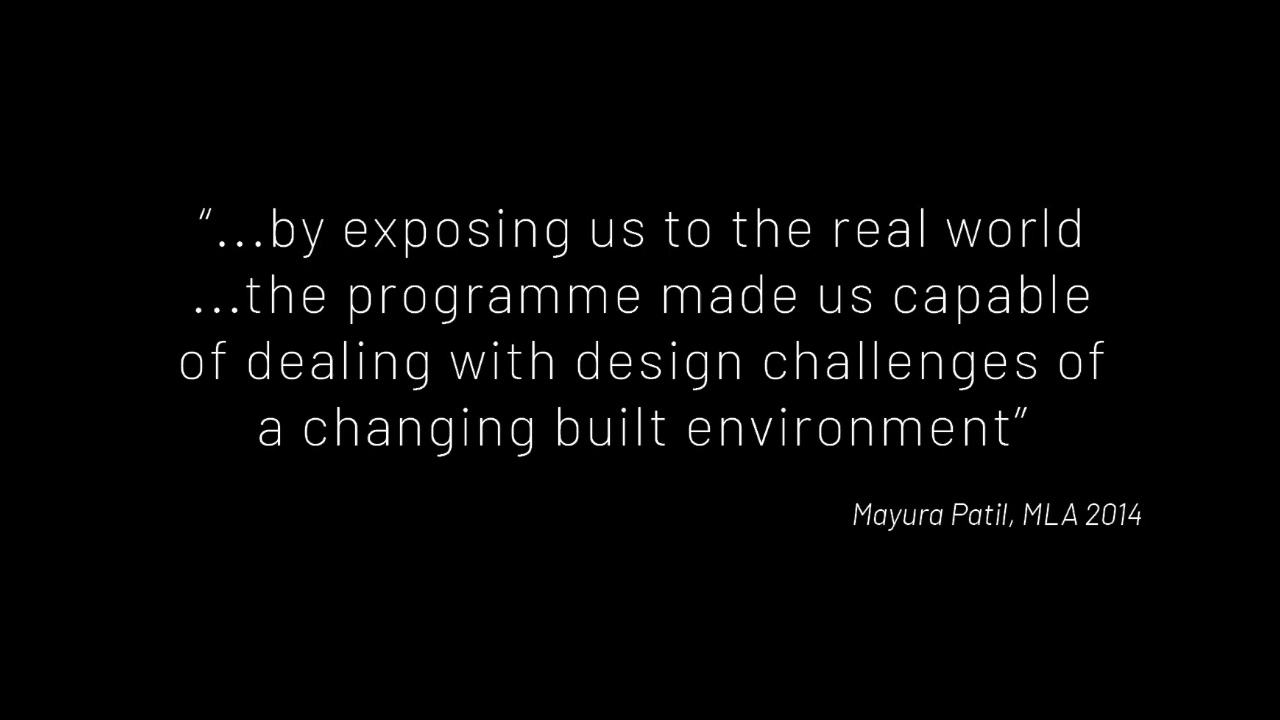 “...by exposing us to the real world
...the programme made us capable
of dealing with design challenges of
a changing built environment”
Mayura Patil, MLA 2014